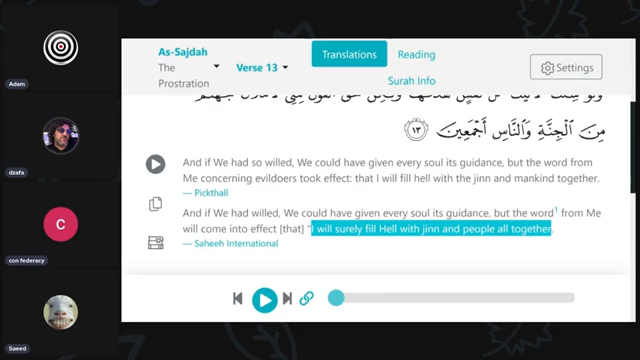 Adam
dzafa
C
con federacy
Saeed
As-Sajdah
The
Prostration
Verse 13
Translations
Reading
Surah Info
Settings
مِنَ الْجِنَّةِ وَالنَّاسِ أَجْمَعِينَ ١٣
And if We had so willed, We could have given every soul its guidance, but the word from
Me concerning evildoers took effect: that I will fill hell with the jinn and mankind together.
— Pickthall
And if We had willed, We could have given every soul its guidance, but the word1 from Me
will come into effect [that] "I will surely fill Hell with jinn and people all together
— Saheeh International